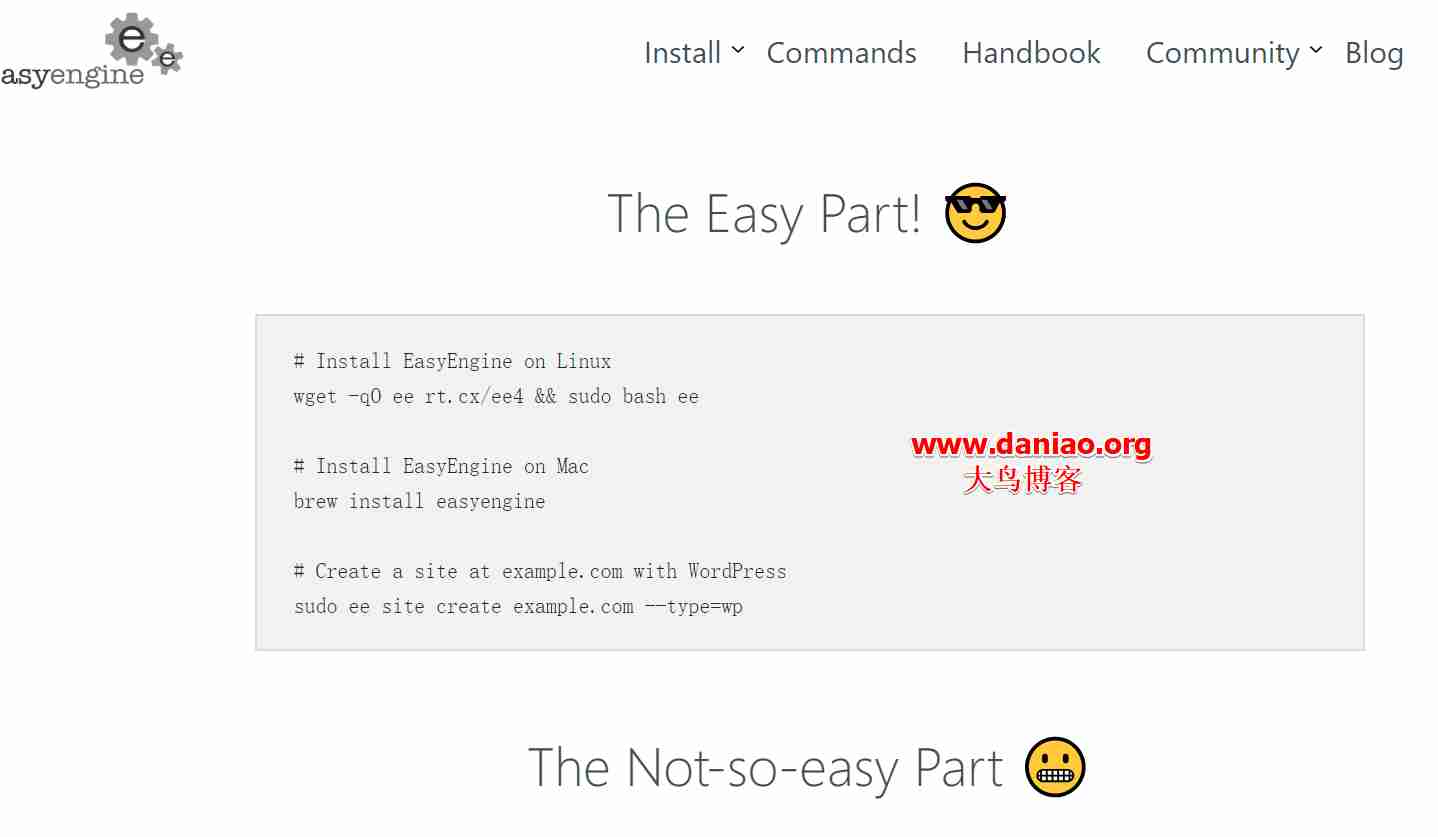 easyengine e
Install Commands Handbook Community Blog
The Easy Part! 😎
# Install EasyEngine on Linux
wget -qO ee rt.cx/ee4 && sudo bash ee
www.daniao.org
# Install EasyEngine on Mac
大鸟博客
brew install easyengine
# Create a site at example.com with WordPress
sudo ee site create example.com --type=wp
The Not-so-easy Part 😬